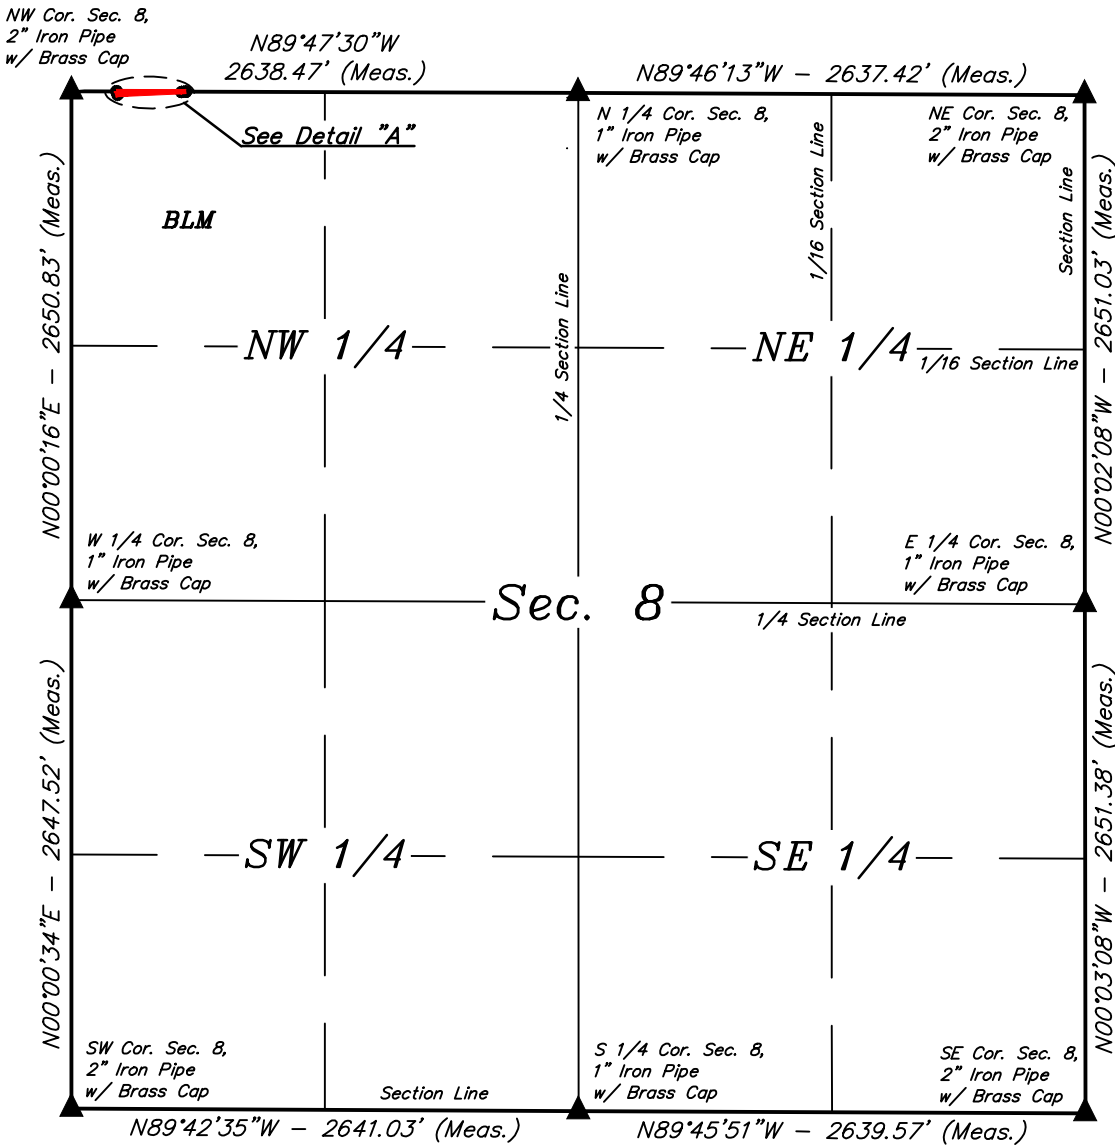 NW Cor. Sec. 8,
2" Iron Pipe
w/ Brass Cap
N89°47'30"W
2638.47' (Meas.)
N89°46'13"W – 2637.42' (Meas.)
See Detail "A"
N 1/4 Cor. Sec. 8,
1" Iron Pipe
w/ Brass Cap
NE Cor. Sec. 8,
2" Iron Pipe
w/ Brass Cap
1/16 Section Line
Section Line
BLM
N00°00'16"E – 2650.83' (Meas.)
1/4 Section Line
N00°02'08"W – 2651.03' (Meas.)
NW 1/4
NE 1/4
1/16 Section Line
W 1/4 Cor. Sec. 8,
1" Iron Pipe
w/ Brass Cap
E 1/4 Cor. Sec. 8,
1" Iron Pipe
w/ Brass Cap
Sec. 8
1/4 Section Line
N00°00'34"E – 2647.52' (Meas.)
N00°03'08"W – 2651.38' (Meas.)
SW 1/4
SE 1/4
SW Cor. Sec. 8,
2" Iron Pipe
w/ Brass Cap
Section Line
S 1/4 Cor. Sec. 8,
1" Iron Pipe
w/ Brass Cap
SE Cor. Sec. 8,
2" Iron Pipe
w/ Brass Cap
N89°42'35"W – 2641.03' (Meas.)
N89°45'51"W – 2639.57' (Meas.)